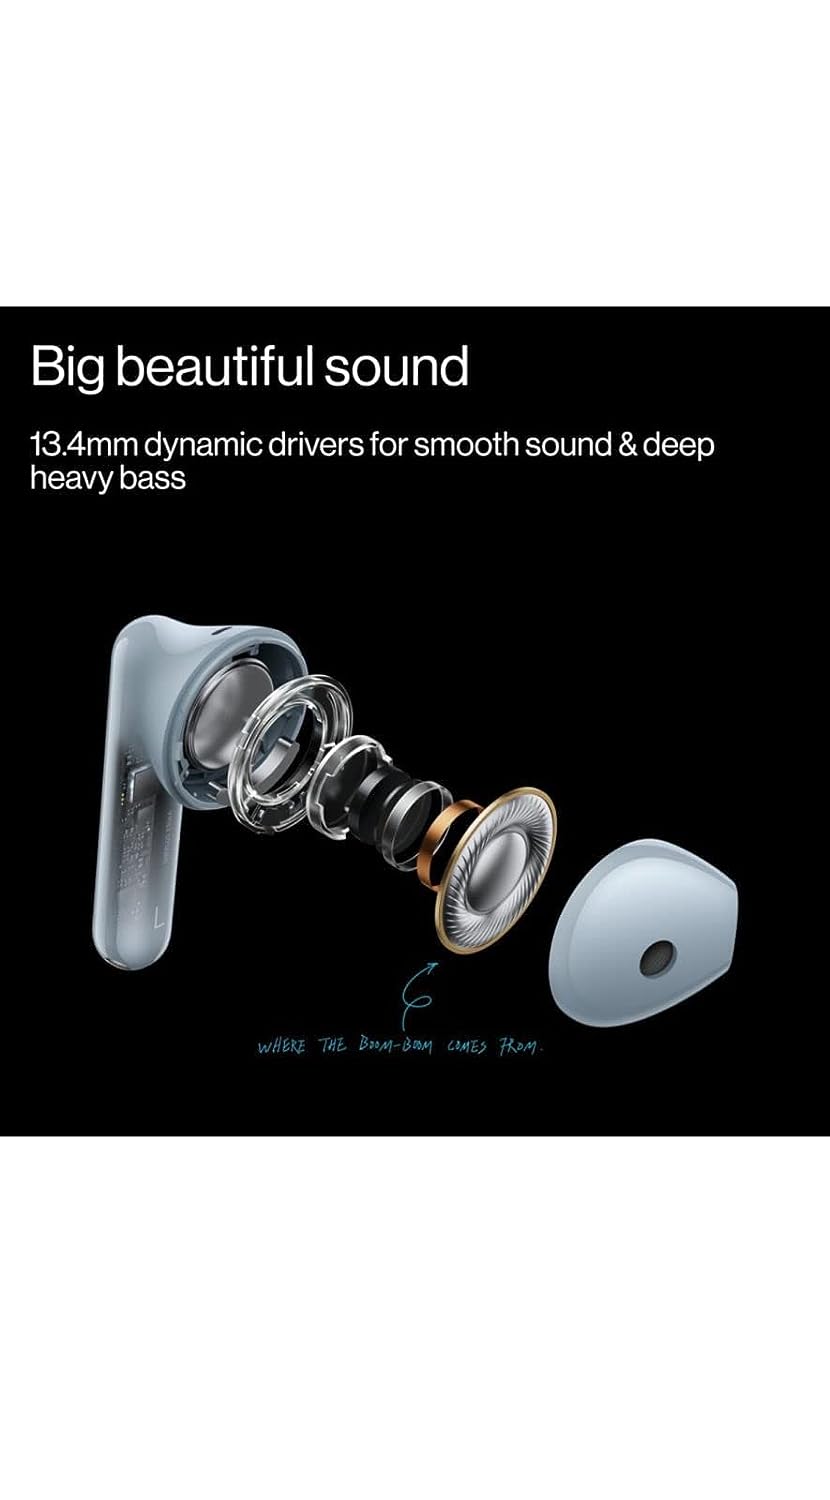 Big beautiful sound
13.4mm dynamic drivers for smooth sound & deep
heavy bass
L
WHERE THE BOOM-BOOM COMES FROM.